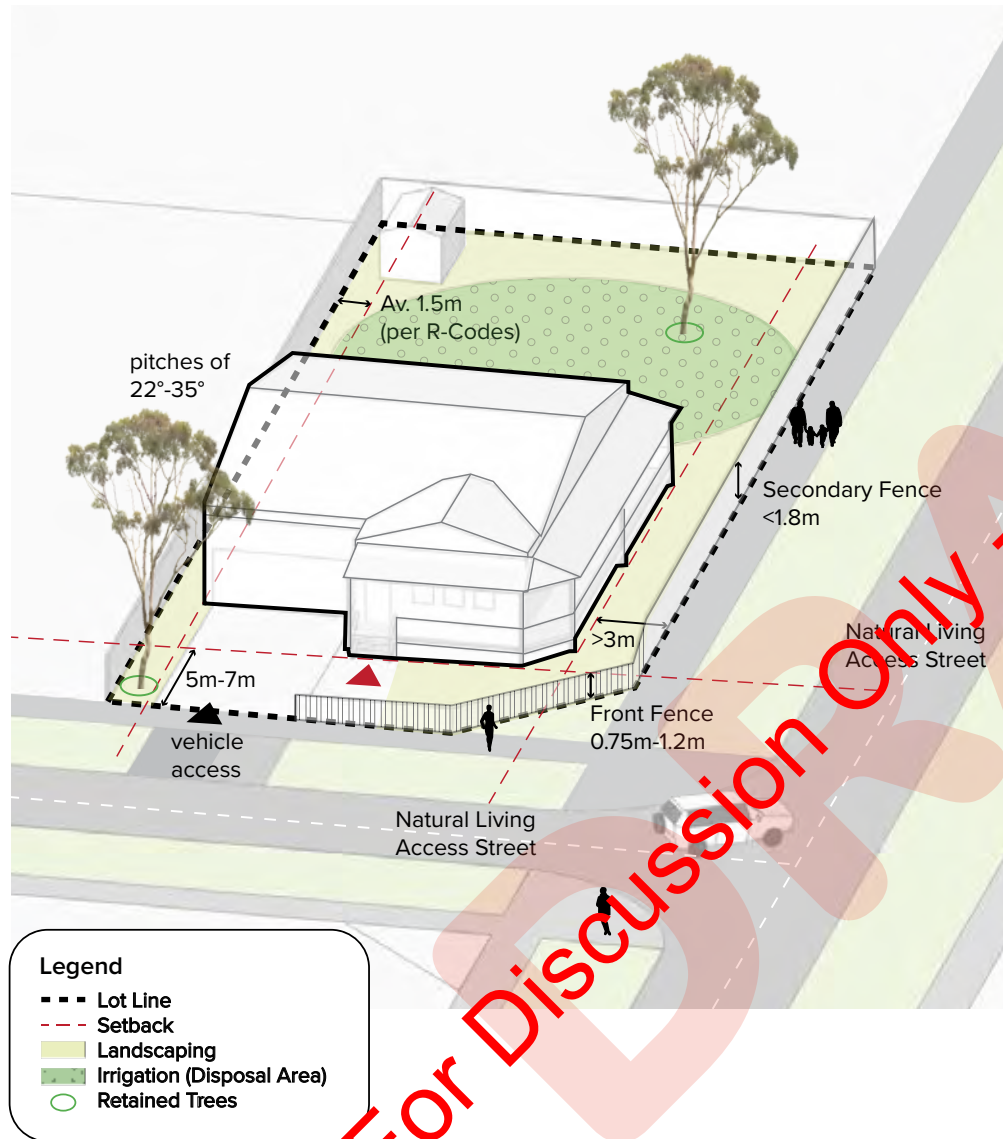 Av. 1.5m
(per R-Codes)
pitches of
22°-35°
Secondary Fence
<1.8m
>3m
Natural Living
Access Street
5m-7m
Front Fence
0.75m-1.2m
vehicle
access
Natural Living
Access Street
Legend
Lot Line
Setback
Landscaping
Irrigation (Disposal Area)
Retained Trees
For Discussion Only -
DRA